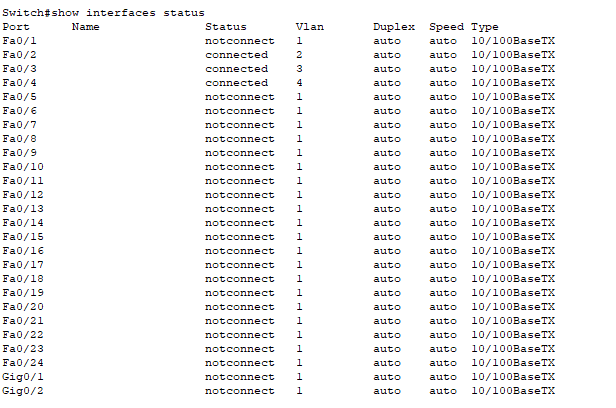 Switch#show interfaces status
Port Name Status Vlan Duplex Speed Type
Fa0/1 notconnect 1 auto auto 10/100BaseTX
Fa0/2 connected 2 auto auto 10/100BaseTX
Fa0/3 connected 3 auto auto 10/100BaseTX
Fa0/4 connected 4 auto auto 10/100BaseTX
Fa0/5 notconnect 1 auto auto 10/100BaseTX
Fa0/6 notconnect 1 auto auto 10/100BaseTX
Fa0/7 notconnect 1 auto auto 10/100BaseTX
Fa0/8 notconnect 1 auto auto 10/100BaseTX
Fa0/9 notconnect 1 auto auto 10/100BaseTX
Fa0/10 notconnect 1 auto auto 10/100BaseTX
Fa0/11 notconnect 1 auto auto 10/100BaseTX
Fa0/12 notconnect 1 auto auto 10/100BaseTX
Fa0/13 notconnect 1 auto auto 10/100BaseTX
Fa0/14 notconnect 1 auto auto 10/100BaseTX
Fa0/15 notconnect 1 auto auto 10/100BaseTX
Fa0/16 notconnect 1 auto auto 10/100BaseTX
Fa0/17 notconnect 1 auto auto 10/100BaseTX
Fa0/18 notconnect 1 auto auto 10/100BaseTX
Fa0/19 notconnect 1 auto auto 10/100BaseTX
Fa0/20 notconnect 1 auto auto 10/100BaseTX
Fa0/21 notconnect 1 auto auto 10/100BaseTX
Fa0/22 notconnect 1 auto auto 10/100BaseTX
Fa0/23 notconnect 1 auto auto 10/100BaseTX
Fa0/24 notconnect 1 auto auto 10/100BaseTX
Gig0/1 notconnect 1 auto auto 10/100BaseTX
Gig0/2 notconnect 1 auto auto 10/100BaseTX